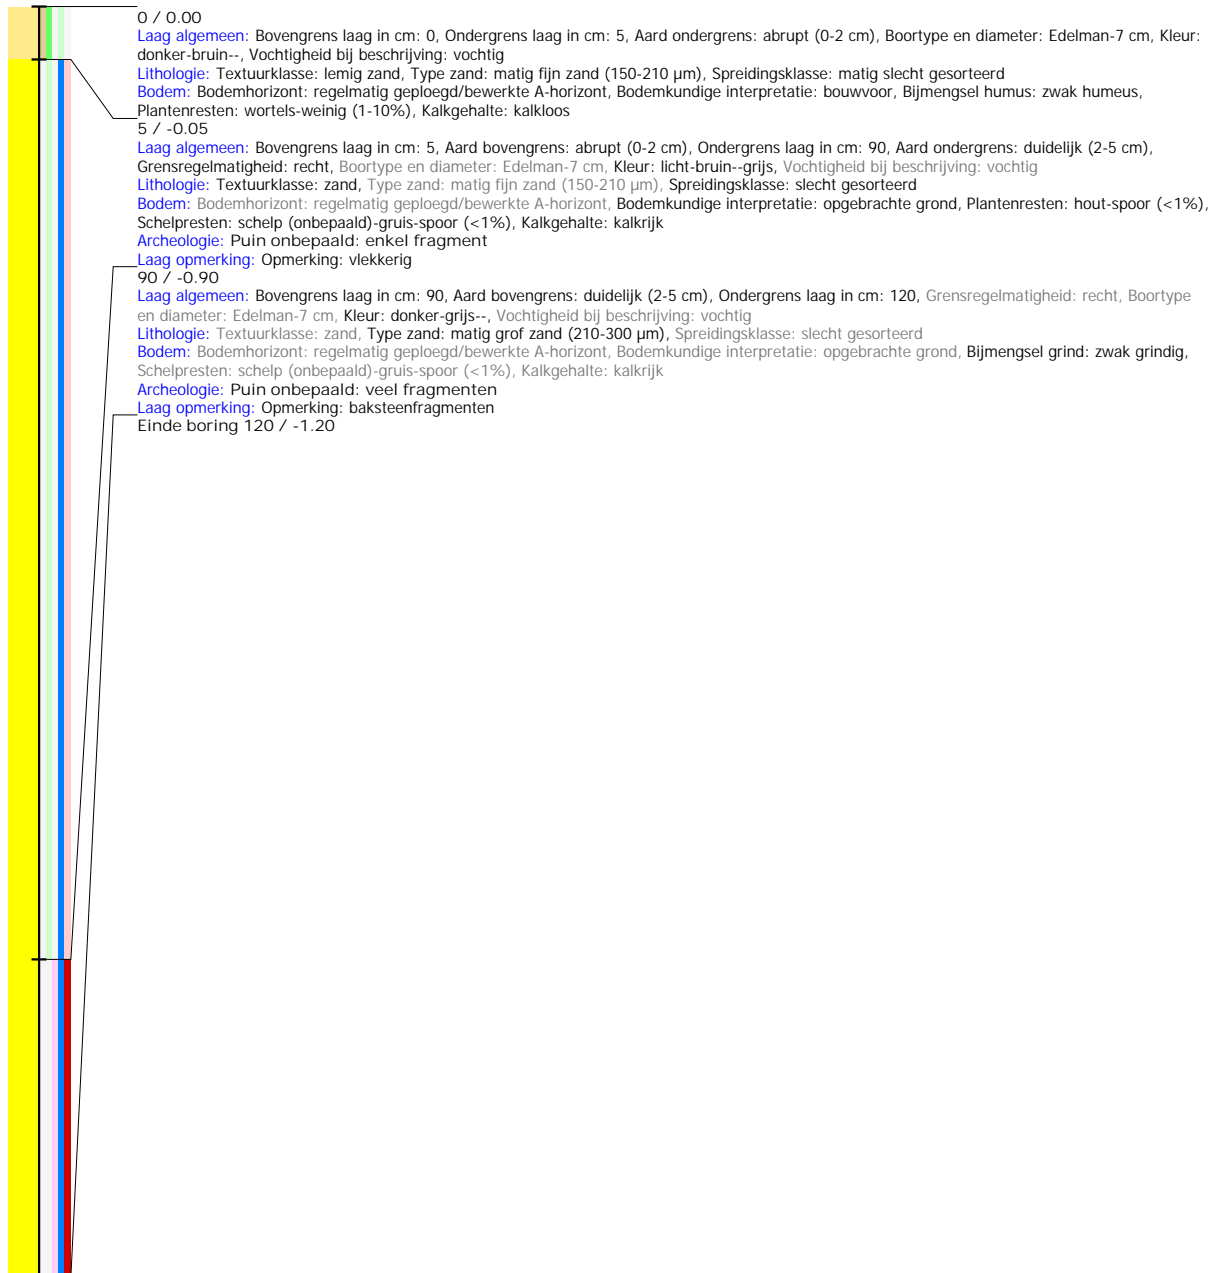 0 / 0.00
Laag algemeen: Bovengrens laag in cm: 0, Ondergrens laag in cm: 5, Aard ondergrens: abrupt (0-2 cm), Boortype en diameter: Edelman-7 cm, Kleur:
donker-bruin--, Vochtigheid bij beschrijving: vochtig
Lithologie: Textuurklasse: lemig zand, Type zand: matig fijn zand (150-210 µm), Spreidingsklasse: matig slecht gesorteerd
Bodem: Bodemhorizont: regelmatig geploegd/bewerkte A-horizont, Bodemkundige interpretatie: bouwvoor, Bijmengsel humus: zwak humeus,
Plantenresten: wortels-weinig (1-10%), Kalkgehalte: kalkloos
5 / -0.05
Laag algemeen: Bovengrens laag in cm: 5, Aard bovengrens: abrupt (0-2 cm), Ondergrens laag in cm: 90, Aard ondergrens: duidelijk (2-5 cm),
Grensregelmatigheid: recht, Boortype en diameter: Edelman-7 cm, Kleur: licht-bruin--grijs, Vochtigheid bij beschrijving: vochtig
Lithologie: Textuurklasse: zand, Type zand: matig fijn zand (150-210 µm), Spreidingsklasse: slecht gesorteerd
Bodem: Bodemhorizont: regelmatig geploegd/bewerkte A-horizont, Bodemkundige interpretatie: opgebrachte grond, Plantenresten: hout-spoor (<1%),
Schelpresten: schelp (onbepaald)-gruis-spoor (<1%), Kalkgehalte: kalkrijk
Archeologie: Puin onbepaald: enkel fragment
Laag opmerking: Opmerking: vlekkerig
90 / -0.90
Laag algemeen: Bovengrens laag in cm: 90, Aard bovengrens: duidelijk (2-5 cm), Ondergrens laag in cm: 120, Grensregelmatigheid: recht, Boortype
en diameter: Edelman-7 cm, Kleur: donker-grijs--, Vochtigheid bij beschrijving: vochtig
Lithologie: Textuurklasse: zand, Type zand: matig grof zand (210-300 µm), Spreidingsklasse: slecht gesorteerd
Bodem: Bodemhorizont: regelmatig geploegd/bewerkte A-horizont, Bodemkundige interpretatie: opgebrachte grond, Bijmengsel grind: zwak grindig,
Schelpresten: schelp (onbepaald)-gruis-spoor (<1%), Kalkgehalte: kalkrijk
Archeologie: Puin onbepaald: veel fragmenten
Laag opmerking: Opmerking: baksteenfragmenten
Einde boring 120 / -1.20